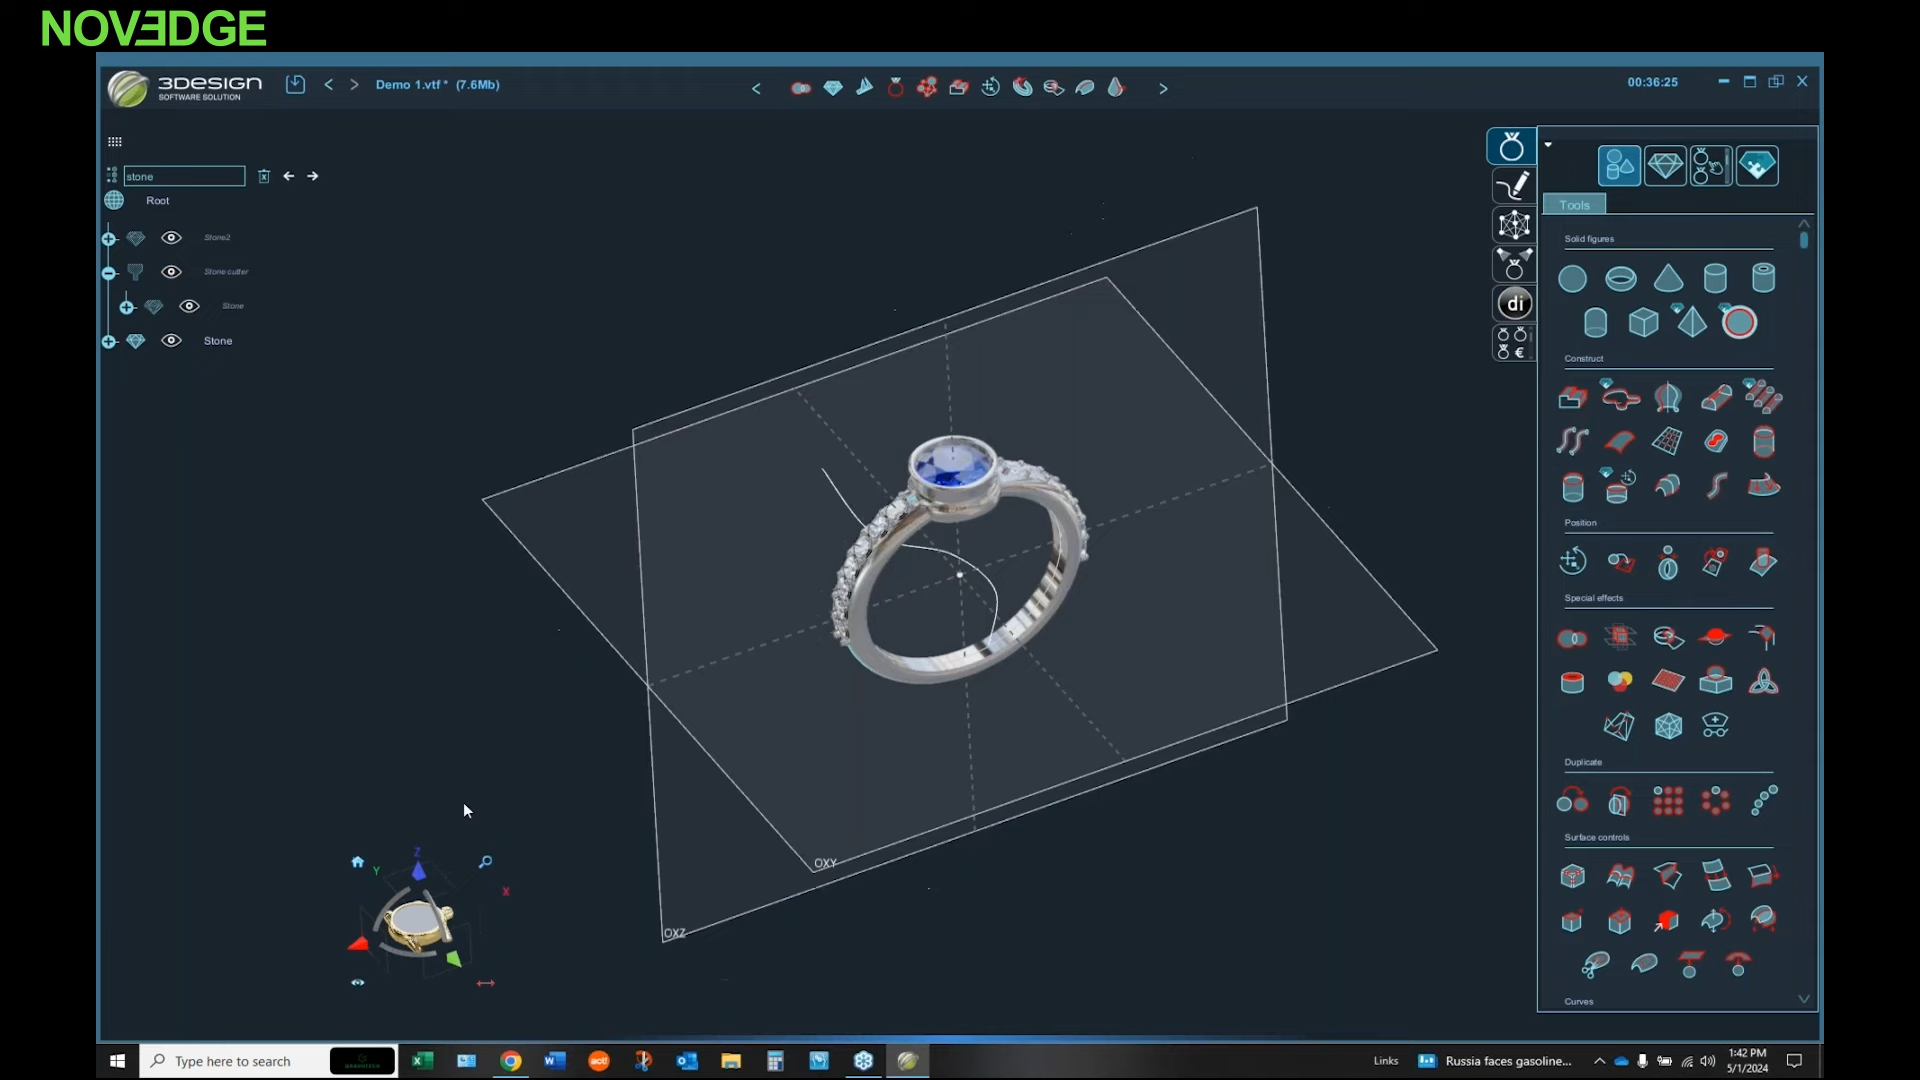 NOVEDGE
3DESIGN
SOFTWARE SOLUTION
Demo 1.vtf * (7.6Mb)
00:36:25
stone
Root
Stone2
Stone cutter
Stone
Stone
di
€
Tools
Solid figures
Construct
Position
Special effects
Duplicate
Surface controls
Curves
OXY
OXZ
Z
Y
X
Type here to search
act!
Links
Russia faces gasoline...
1:42 PM
5/1/2024